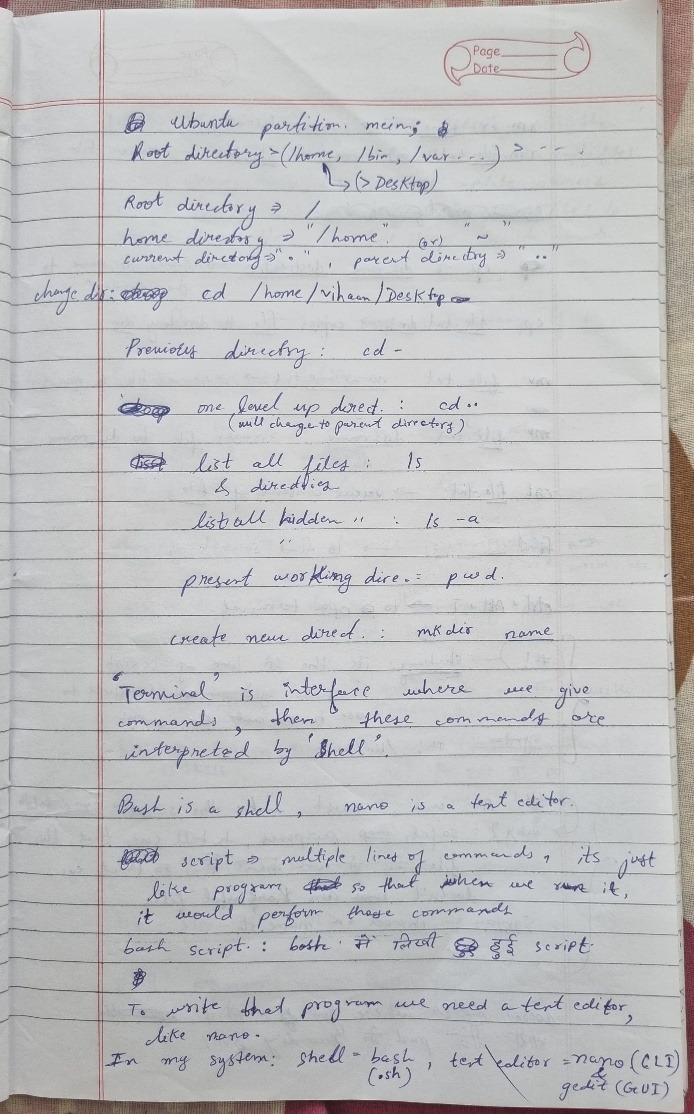 Page
Date
Ubuntu partition mein;
Root directory > (/home, /bin, /var ...) > --- .
↳ (> Desktop)
Root directory ⇒ /
home directory ⇒ "/home". (or) "~"
current directory ⇒ ".", parent directory ⇒ ".."
change dir: cd /home/vihaan/Desktop
Previous directory : cd -
one level up direct. : cd ..
(will change to parent directory)
list all files : ls
& directries
list all hidden " : ls -a
"
present working dire. = pwd.
create new direct. : mkdir name
"Terminal" is interface where we give
commands, then these commands are
interpreted by 'Shell'.
Bash is a shell, nano is a text editor.
script ⇒ multiple lines of commands, its just
like program so that when we run it,
it would perform those commands
bash script. : bash में लिखी हुई script.
To write that program we need a text editor,
like nano.
In my system: shell = bash, text editor = nano (CLI)
(.sh) & gedit (GUI)